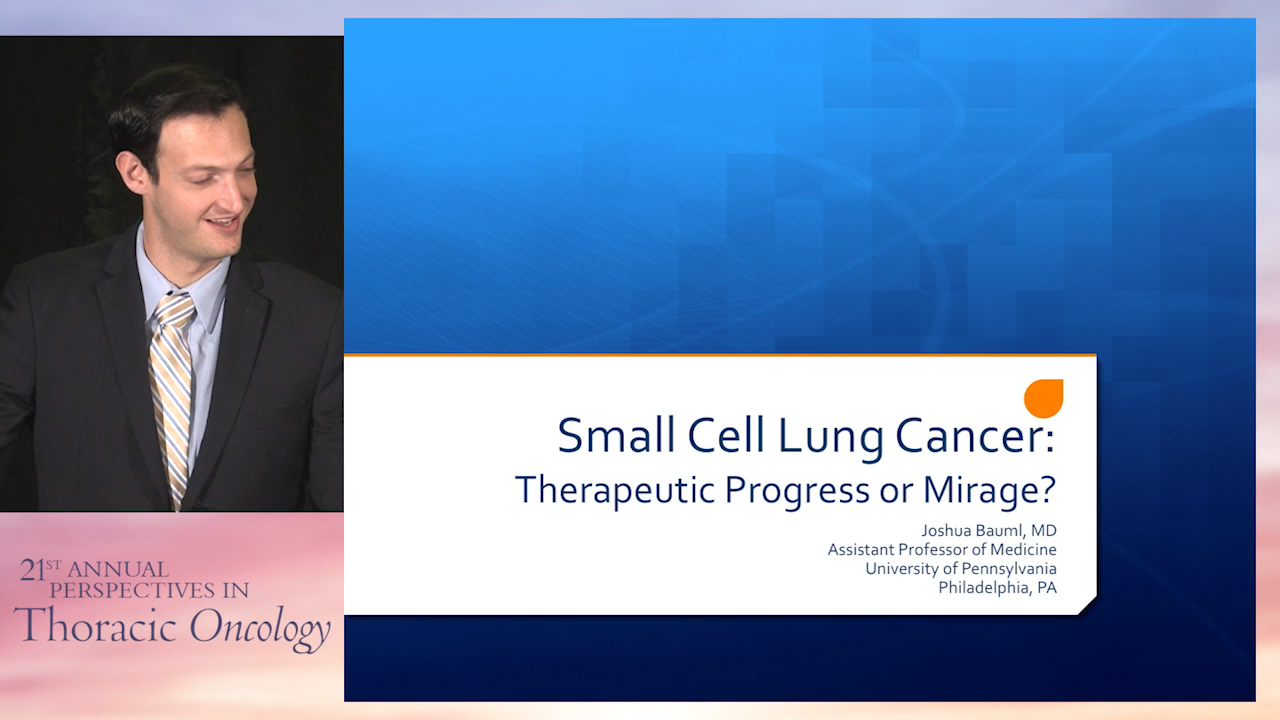 21ST ANNUAL
PERSPECTIVES IN
Thoracic Oncology
Small Cell Lung Cancer:
Therapeutic Progress or Mirage?
Joshua Bauml, MD
Assistant Professor of Medicine
University of Pennsylvania
Philadelphia, PA